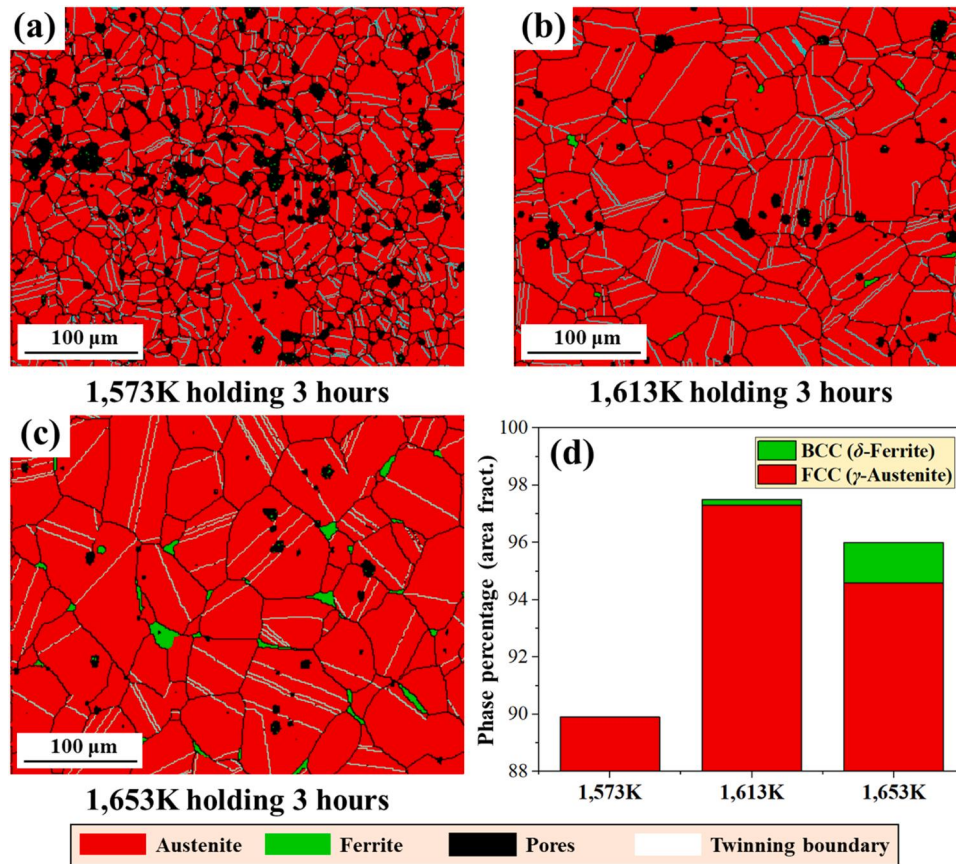 (a)
100 µm
1,573K holding 3 hours
(b)
100 µm
1,613K holding 3 hours
(c)
100 µm
1,653K holding 3 hours
(d)
BCC (δ-Ferrite)
FCC (γ-Austenite)
Phase percentage (area fract.)
100
98
96
94
92
90
88
1,573K
1,613K
1,653K
Austenite
Ferrite
Pores
Twinning boundary